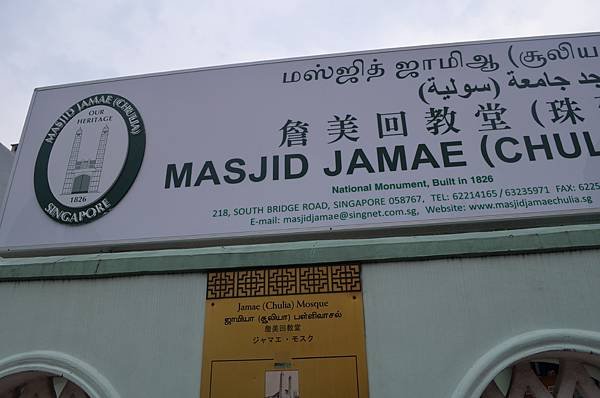 MASJID JAMAE (CHULIA)
OUR
HERITAGE
1826
SINGAPORE
மஸ்ஜித் ஜாமிஆ (சூலியா
جامعة (سولية)
詹美回教堂 (珠
MASJID JAMAE (CHUL
National Monument, Built in 1826
218, SOUTH BRIDGE ROAD, SINGAPORE 058767, TEL: 62214165 / 63235971 FAX: 6225
E-mail: masjidjamae@singnet.com.sg, Website: www.masjidjamaechulia.sg
Jamae (Chulia) Mosque
ஜாமியா (சூலியா) பள்ளிவாசல்
詹美回教堂
ジャマエ・モスク